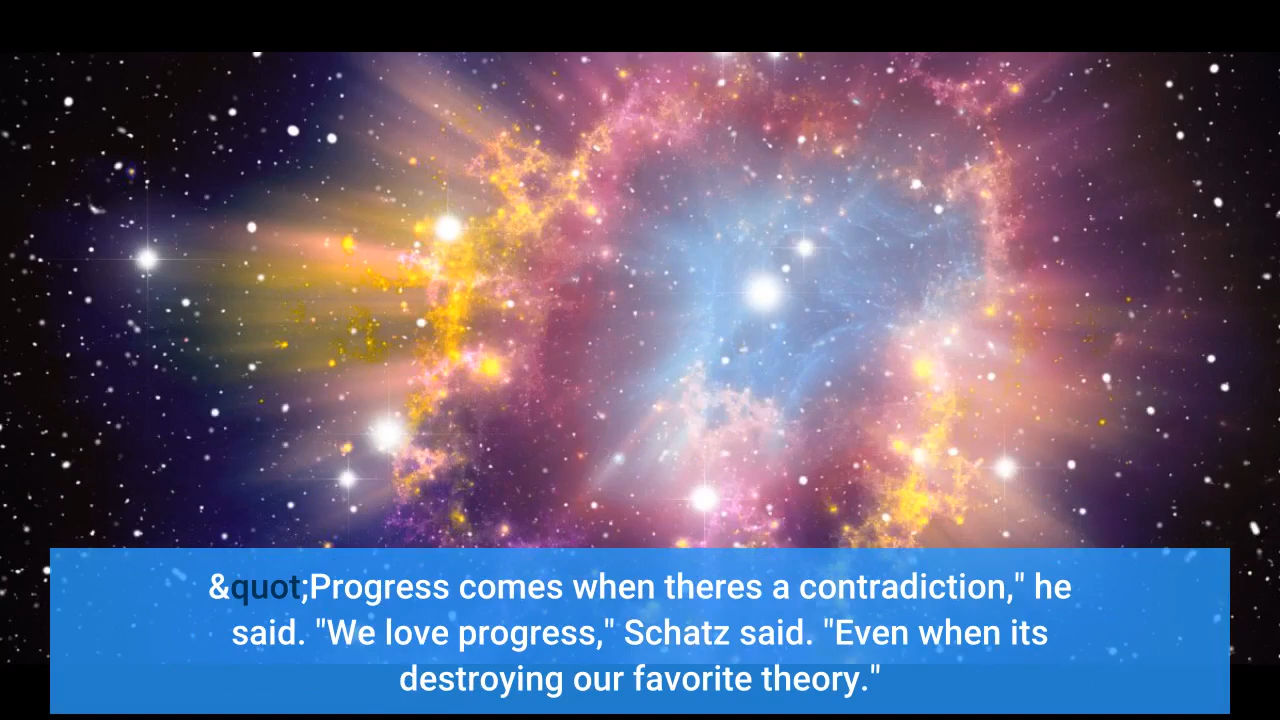 &quot;Progress comes when theres a contradiction," he
said. "We love progress," Schatz said. "Even when its
destroying our favorite theory."